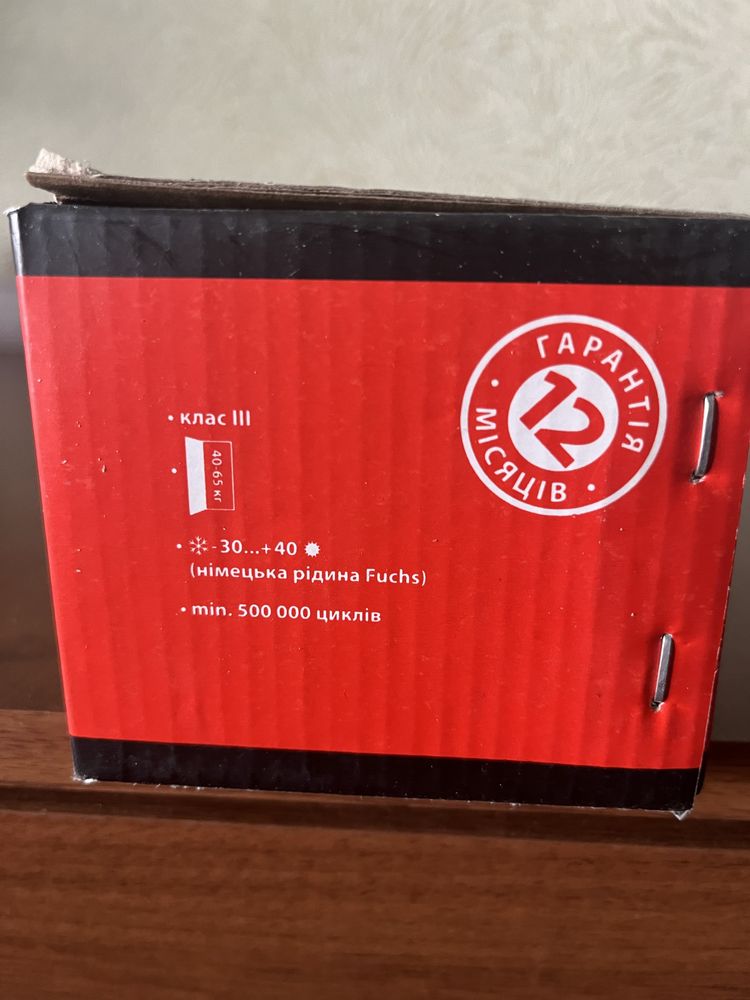 ГАРАНТІЯ
12
МІСЯЦІВ
• клас III
• 40-65 кг
• -30...+40
(німецька рідина Fuchs)
• min. 500 000 циклів